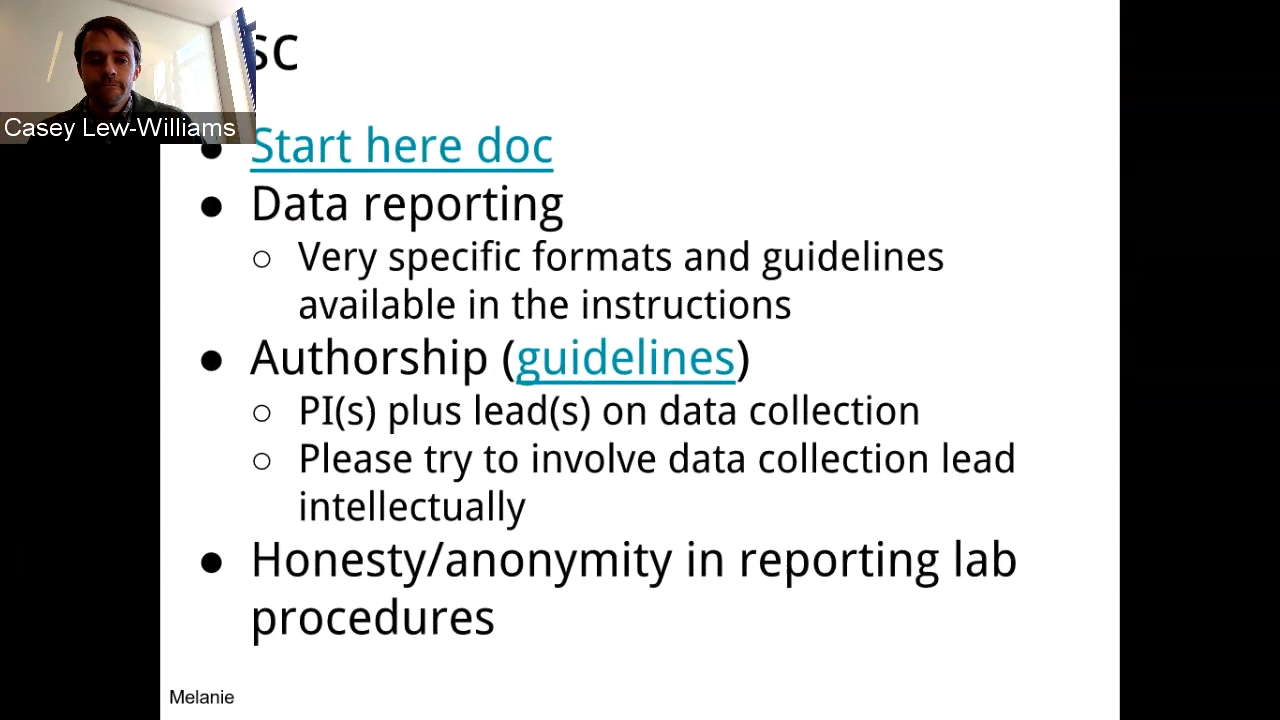 sc
Casey Lew-Williams
● Start here doc
● Data reporting
○ Very specific formats and guidelines
available in the instructions
● Authorship (guidelines)
○ PI(s) plus lead(s) on data collection
○ Please try to involve data collection lead
intellectually
● Honesty/anonymity in reporting lab
procedures
Melanie